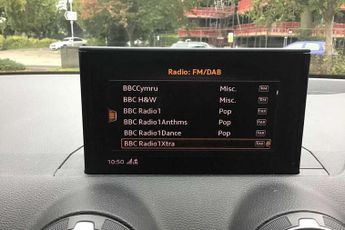 Radio: FM/DAB
BBCCymru Misc.
BBC H&W Misc.
BBC Radio1 Pop
BBC Radio1Anthms Pop
BBC Radio1Dance Pop
BBC Radio1Xtra
10:50